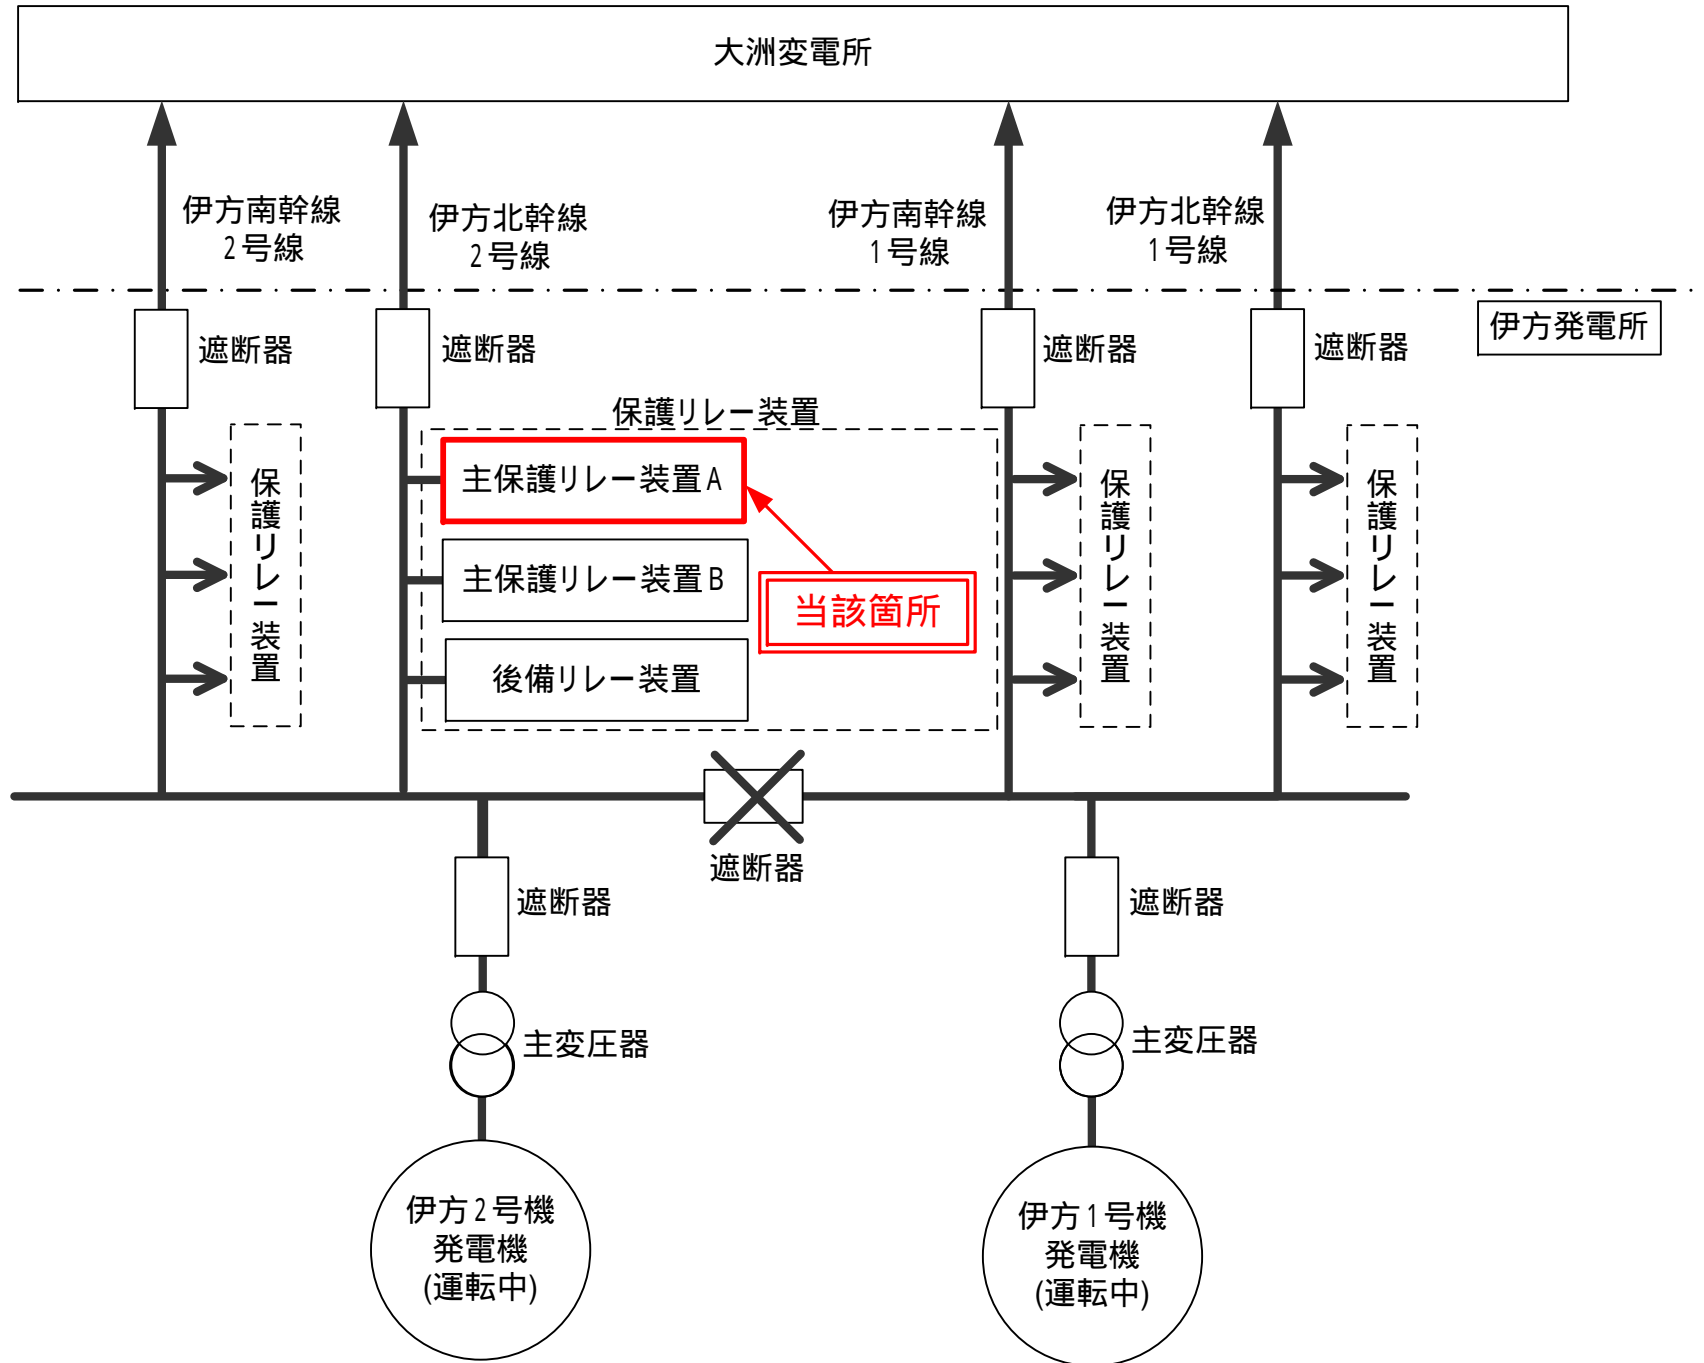 大洲変電所
伊方南幹線
2号線
伊方北幹線
2号線
伊方南幹線
1号線
伊方北幹線
1号線
伊方発電所
遮断器
遮断器
遮断器
遮断器
保護リレー装置
保護リレー装置
主保護リレー装置A
主保護リレー装置B
後備リレー装置
当該箇所
保護リレー装置
保護リレー装置
遮断器
遮断器
遮断器
主変圧器
主変圧器
伊方2号機
発電機
(運転中)
伊方1号機
発電機
(運転中)